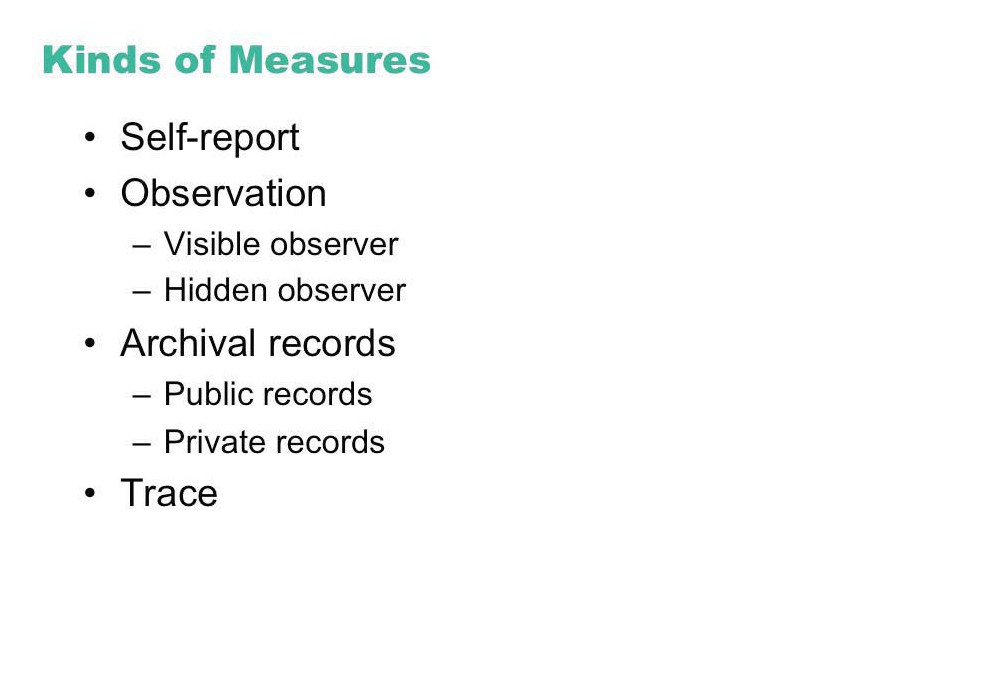 Kinds of Measures
• Self-report
• Observation
– Visible observer
– Hidden observer
• Archival records
– Public records
– Private records
• Trace